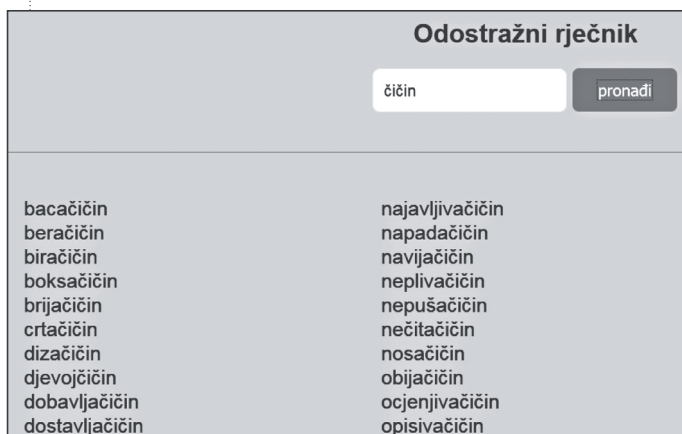 Odostražni rječnik
čičin
pronađi
bacačičin
beračičin
biračičin
boksačičin
brijačičin
crtačičin
dizačičin
djevojčičin
dobavljačičin
dostavljačičin
najavljivačičin
napadačičin
navijačičin
neplivačičin
nepušačičin
nečitačičin
nosačičin
obijačičin
ocjenjivačičin
opisivačičin